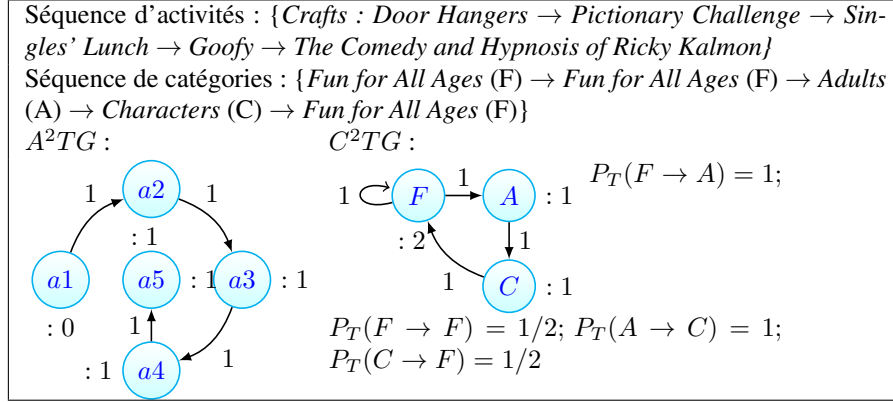 Séquence d'activités : {Crafts : Door Hangers → Pictionary Challenge → Sin-
gles' Lunch → Goofy → The Comedy and Hypnosis of Ricky Kalmon}
Séquence de catégories : {Fun for All Ages (F) → Fun for All Ages (F) → Adults
(A) → Characters (C) → Fun for All Ages (F)}
A²TG :
a2
1
1
: 1
a1
: 0
a5
: 1
a3
: 1
1
1
: 1
a4
C²TG :
1
F
: 2
1
A
: 1
1
1
C
: 1
P_T(F → A) = 1;
P_T(F → F) = 1/2; P_T(A → C) = 1;
P_T(C → F) = 1/2